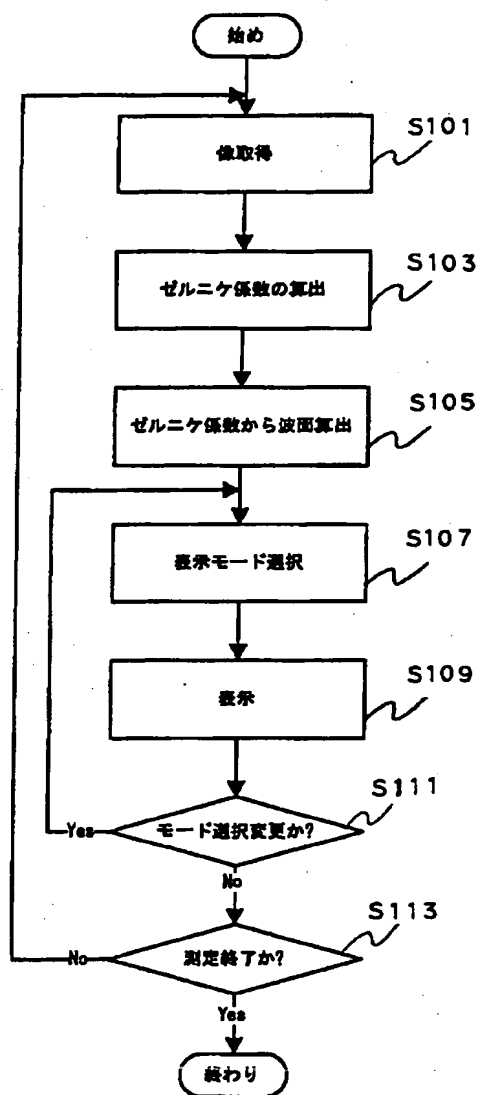 始め
S101
像取得
S103
ゼルニケ係数の算出
S105
ゼルニケ係数から波面算出
S107
表示モード選択
S109
表示
S111
モード選択変更か?
Yes
No
S113
測定終了か?
No
Yes
終わり